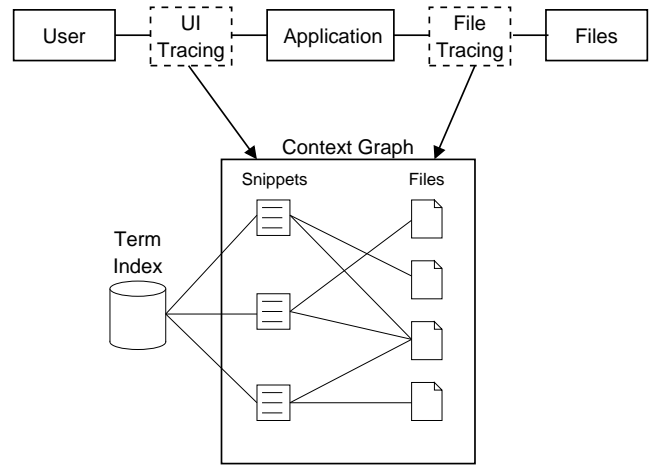 User
UI
Tracing
Application
File
Tracing
Files
Context Graph
Snippets
Files
Term
Index